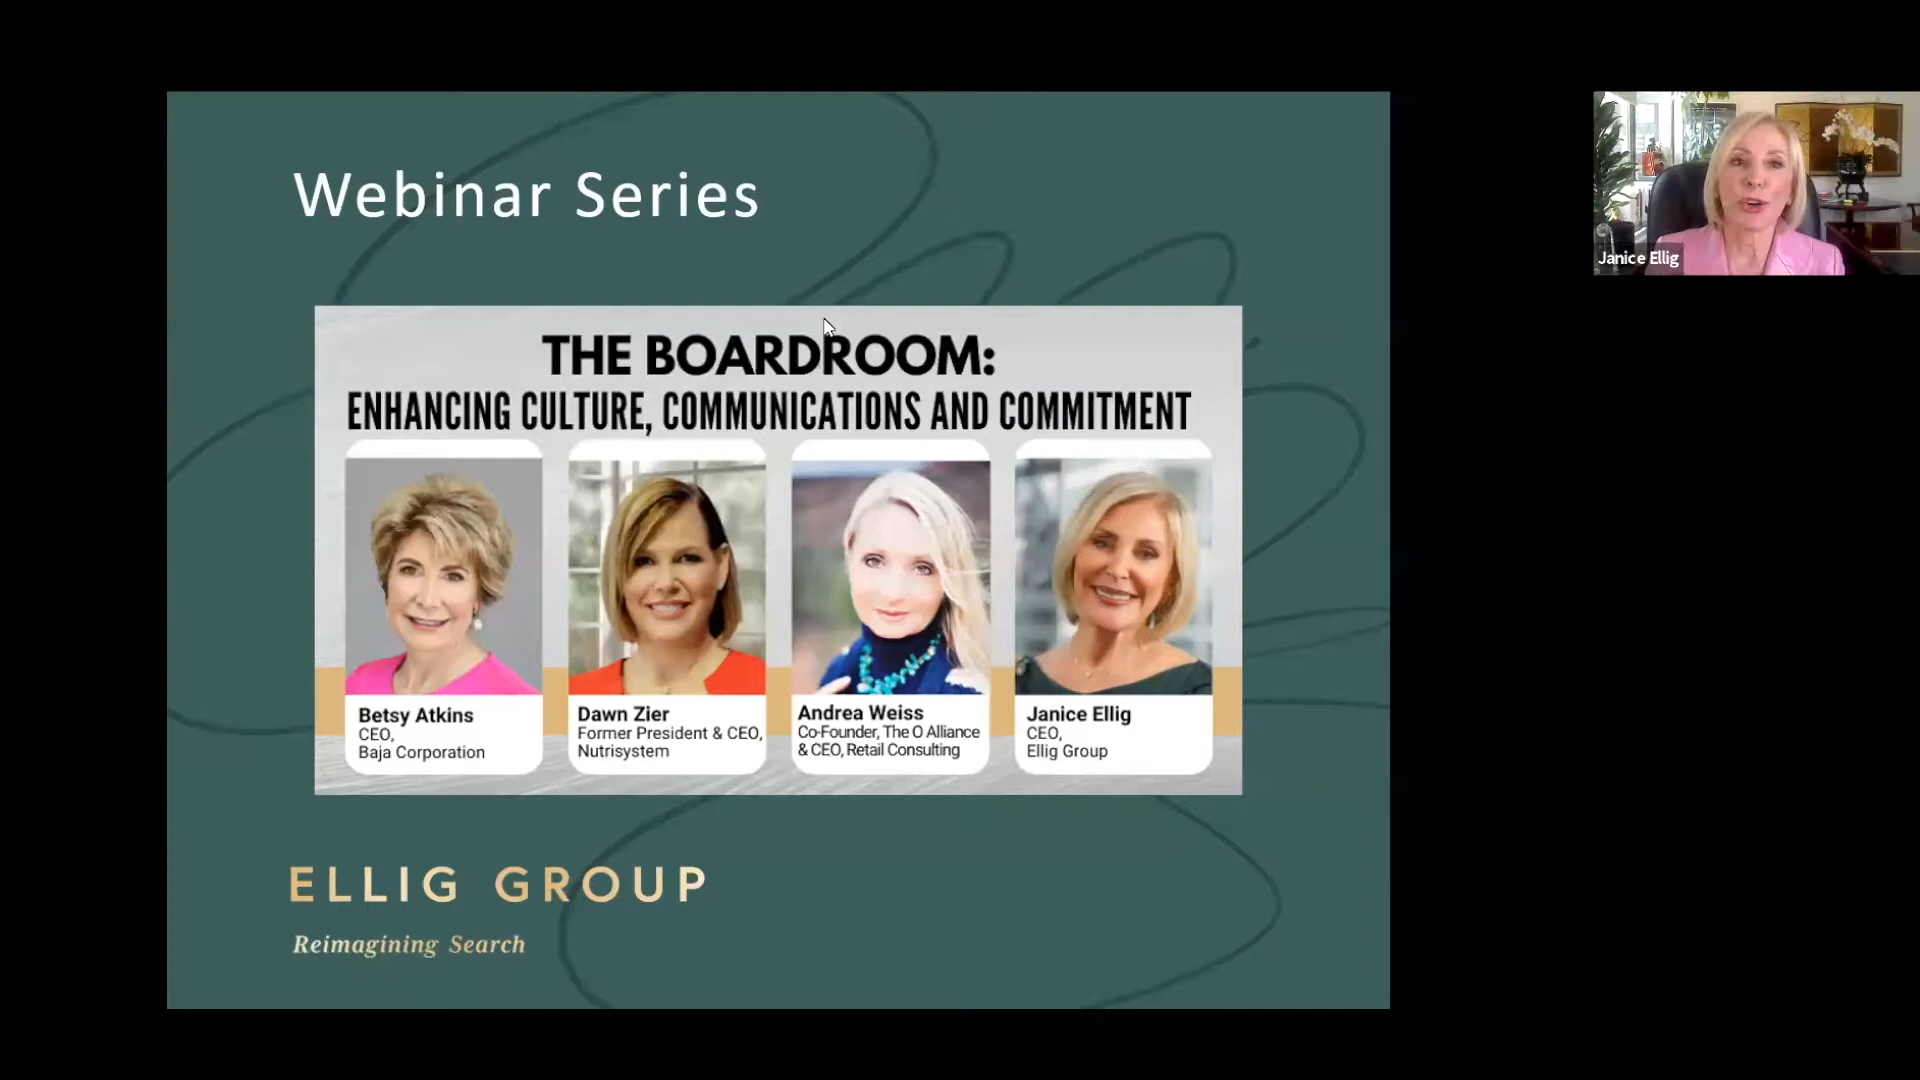 Webinar Series
THE BOARDROOM:
ENHANCING CULTURE, COMMUNICATIONS AND COMMITMENT
Betsy Atkins
CEO,
Baja Corporation
Dawn Zier
Former President & CEO,
Nutrisystem
Andrea Weiss
Co-Founder, The O Alliance
& CEO, Retail Consulting
Janice Ellig
CEO,
Ellig Group
ELLIG GROUP
Reimagining Search
Janice Ellig